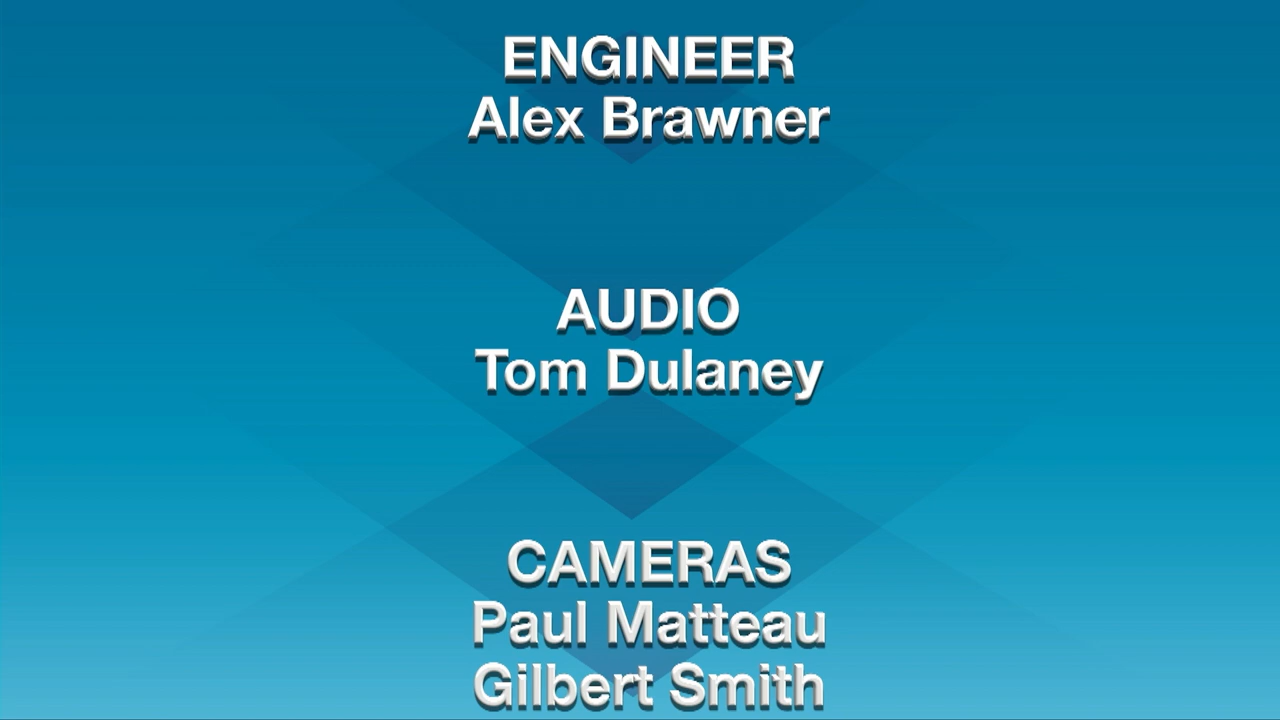 ENGINEER
Alex Brawner
AUDIO
Tom Dulaney
CAMERAS
Paul Matteau
Gilbert Smith